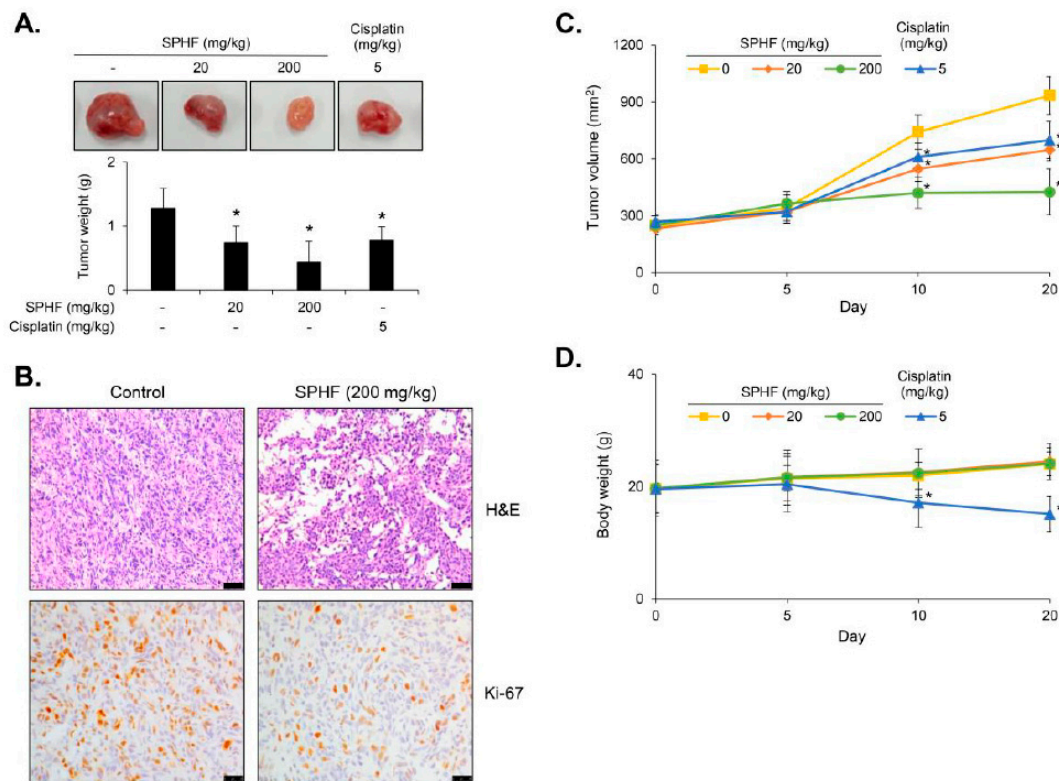 A.
SPHF (mg/kg)
Cisplatin
(mg/kg)
- 20 200 5
2
1
0
Tumor weight (g)
* * *
SPHF (mg/kg) - 20 200 -
Cisplatin (mg/kg) - - - 5
B.
Control SPHF (200 mg/kg)
H&E
Ki-67
C.
SPHF (mg/kg)
Cisplatin
(mg/kg)
0 20 200 5
1200
900
600
300
0
Tumor volume (mm²)
* * * * * *
0 5 10 20
Day
D.
SPHF (mg/kg)
Cisplatin
(mg/kg)
0 20 200 5
40
20
0
Body weight (g)
* *
0 5 10 20
Day